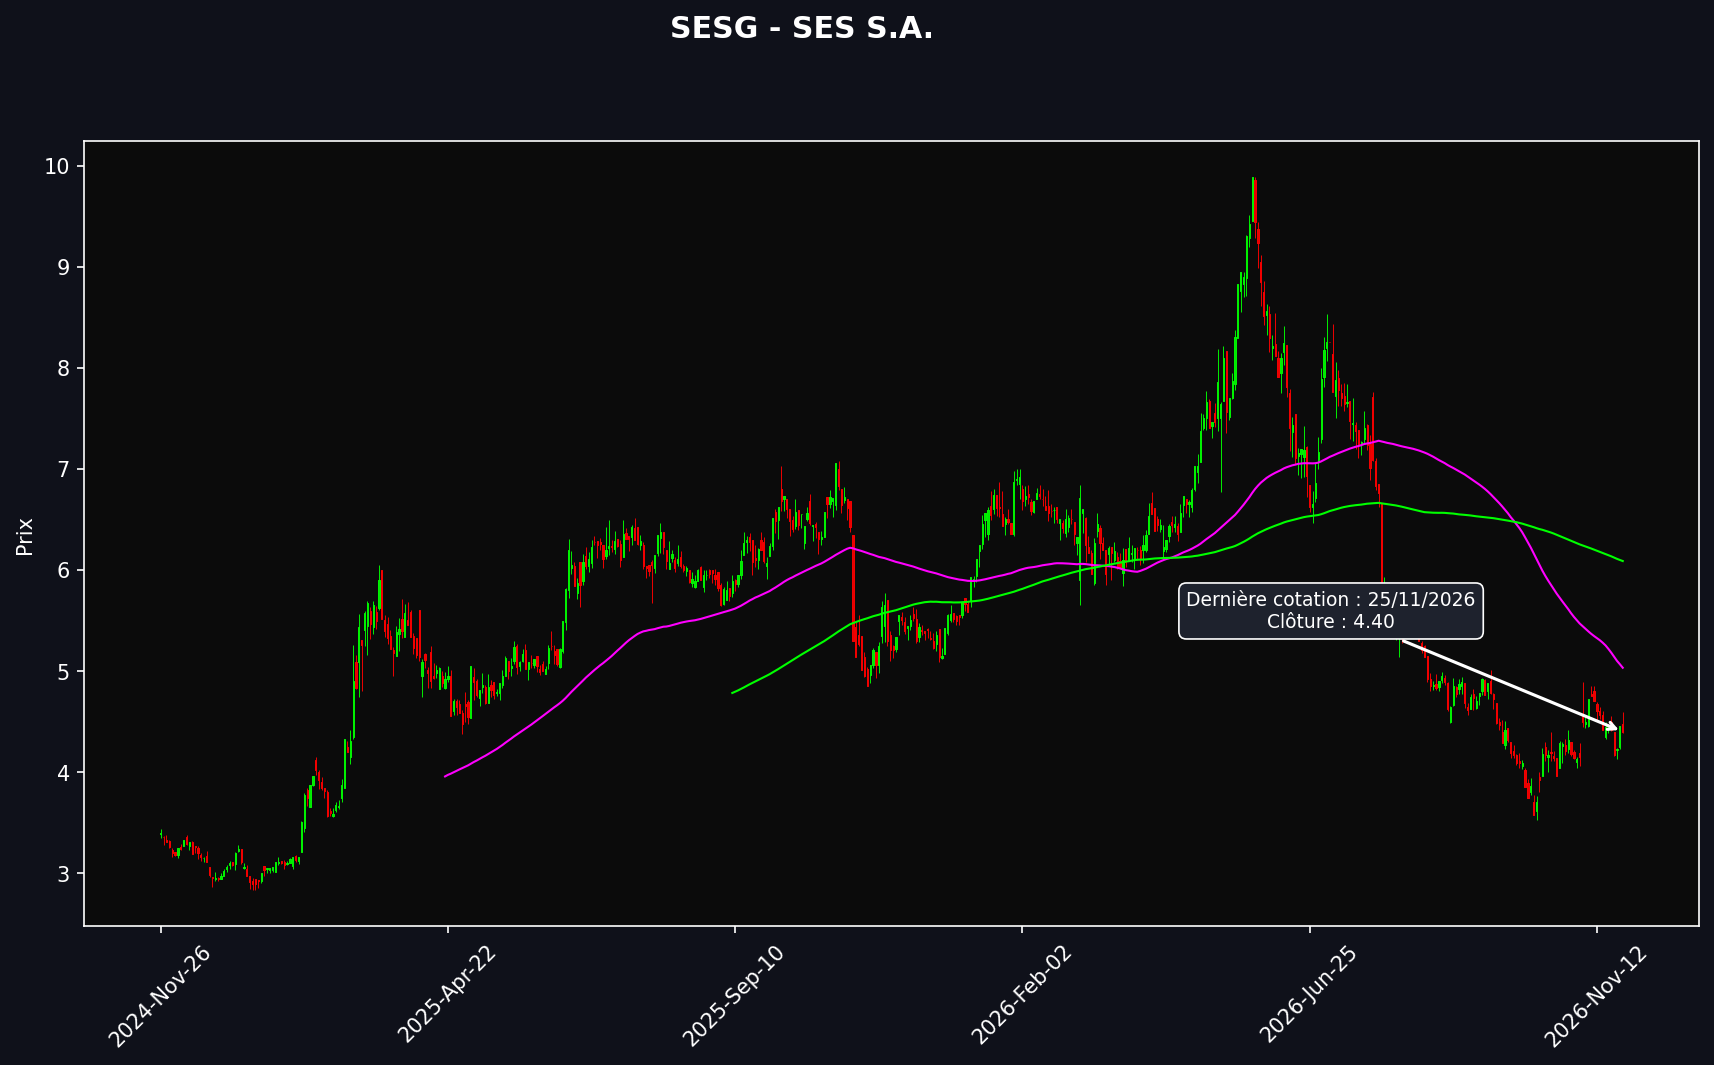 SESG - SES S.A.
Prix
10
9
8
7
6
5
4
3
Dernière cotation : 25/11/2026
Clôture : 4.40
2024-Nov-26
2025-Apr-22
2025-Sep-10
2026-Feb-02
2026-Jun-25
2026-Nov-12